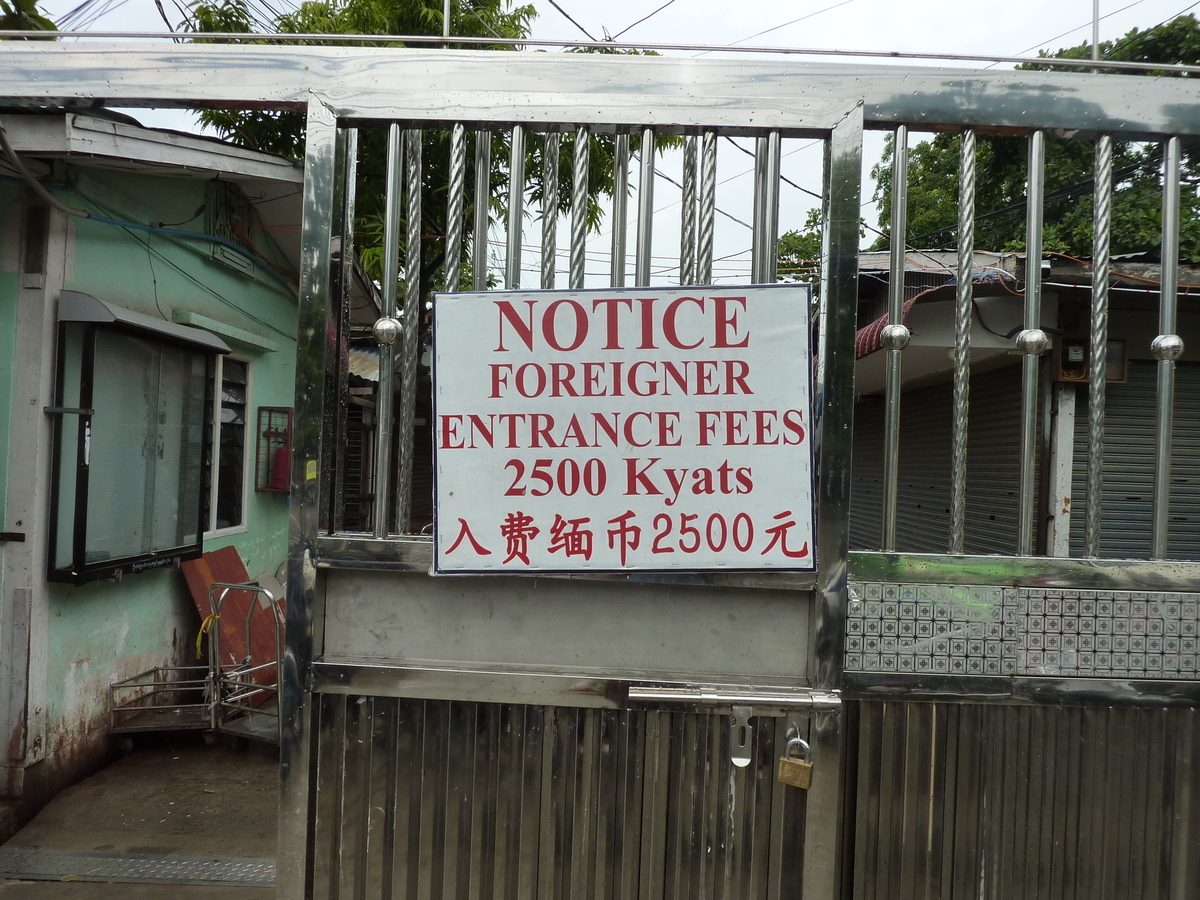 NOTICE
FOREIGNER
ENTRANCE FEES
2500 Kyats
入费缅币2500元